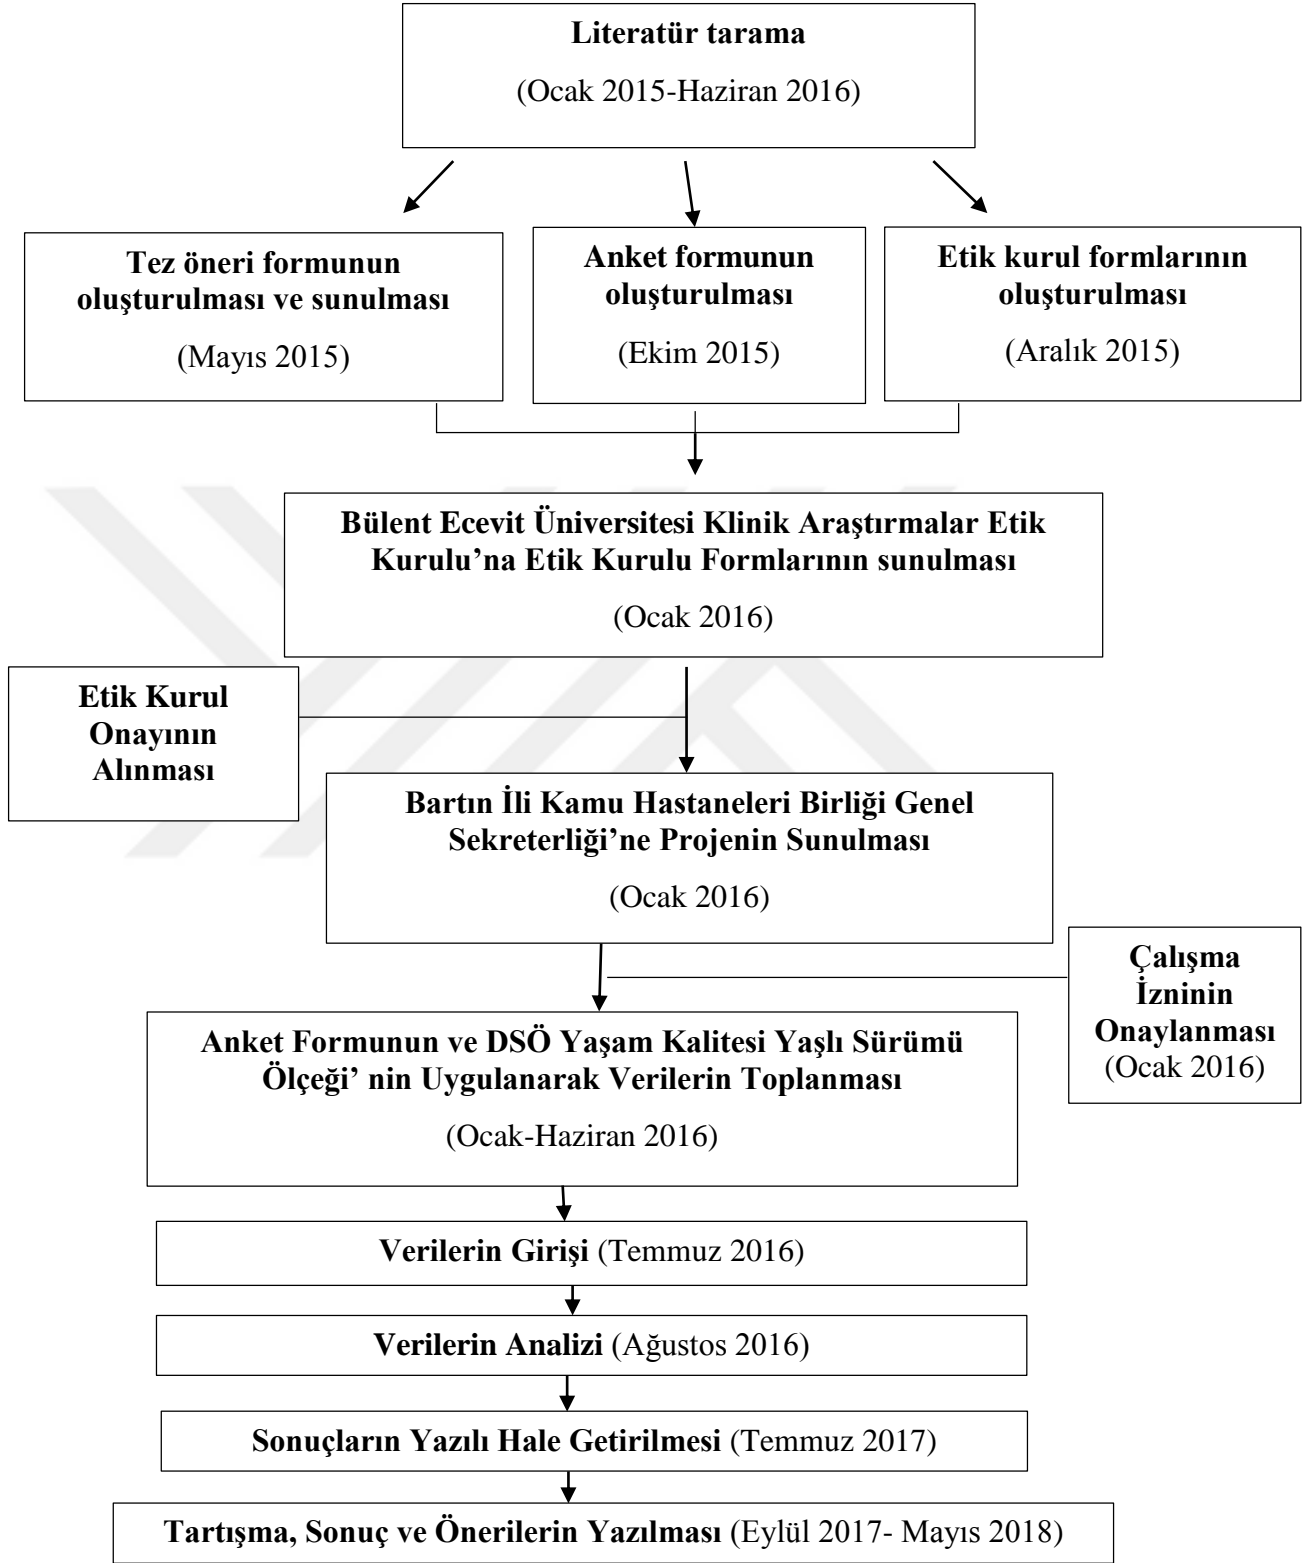 Literatür tarama
(Ocak 2015-Haziran 2016)
Tez öneri formunun
oluşturulması ve sunulması
(Mayıs 2015)
Anket formunun
oluşturulması
(Ekim 2015)
Etik kurul formlarının
oluşturulması
(Aralık 2015)
Bülent Ecevit Üniversitesi Klinik Araştırmalar Etik
Kurulu’na Etik Kurulu Formlarının sunulması
(Ocak 2016)
Etik Kurul
Onayının
Alınması
Bartın İli Kamu Hastaneleri Birliği Genel
Sekreterliği’ne Projenin Sunulması
(Ocak 2016)
Çalışma
İzninin
Onaylanması
(Ocak 2016)
Anket Formunun ve DSÖ Yaşam Kalitesi Yaşlı Sürümü
Ölçeği’ nin Uygulanarak Verilerin Toplanması
(Ocak-Haziran 2016)
Verilerin Girişi (Temmuz 2016)
Verilerin Analizi (Ağustos 2016)
Sonuçların Yazılı Hale Getirilmesi (Temmuz 2017)
Tartışma, Sonuç ve Önerilerin Yazılması (Eylül 2017- Mayıs 2018)